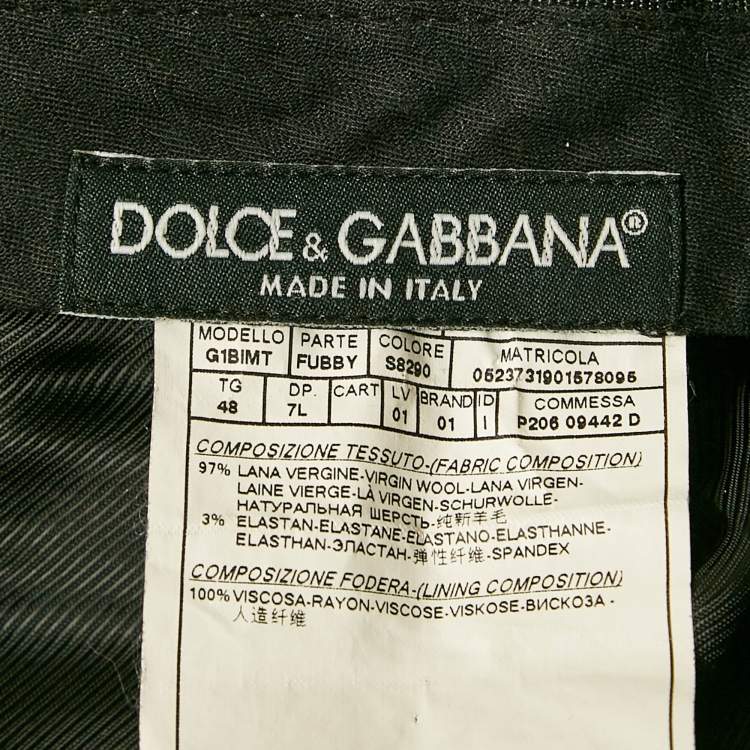 DOLCE & GABBANA®
MADE IN ITALY
MODELLO PARTE COLORE MATRICOLA
G1BIMT FUBBY S8290 0523731901578095
TG DP. CART LV BRAND ID COMMESSA
48 7L 01 01 I P206 09442 D
COMPOSIZIONE TESSUTO-(FABRIC COMPOSITION)
97% LANA VERGINE-VIRGIN WOOL-LANA VIRGEN-
LAINE VIERGE-LÀ VIRGEN-SCHURWOLLE-
НАТУРАЛЬНАЯ ШЕРСТЬ-纯新羊毛
3% ELASTAN-ELASTANE-ELASTANO-ELASTHANNE-
ELASTHAN-ЭЛАСТАН-弹性纤维-SPANDEX
COMPOSIZIONE FODERA-(LINING COMPOSITION)
100% VISCOSA-RAYON-VISCOSE-VISKOSE-ВИСКОЗА-
人造纤维